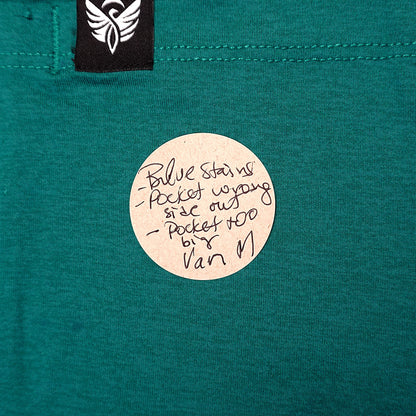 - Blue stains
- Pocket wrong
side out
- Pocket too
big
Van M